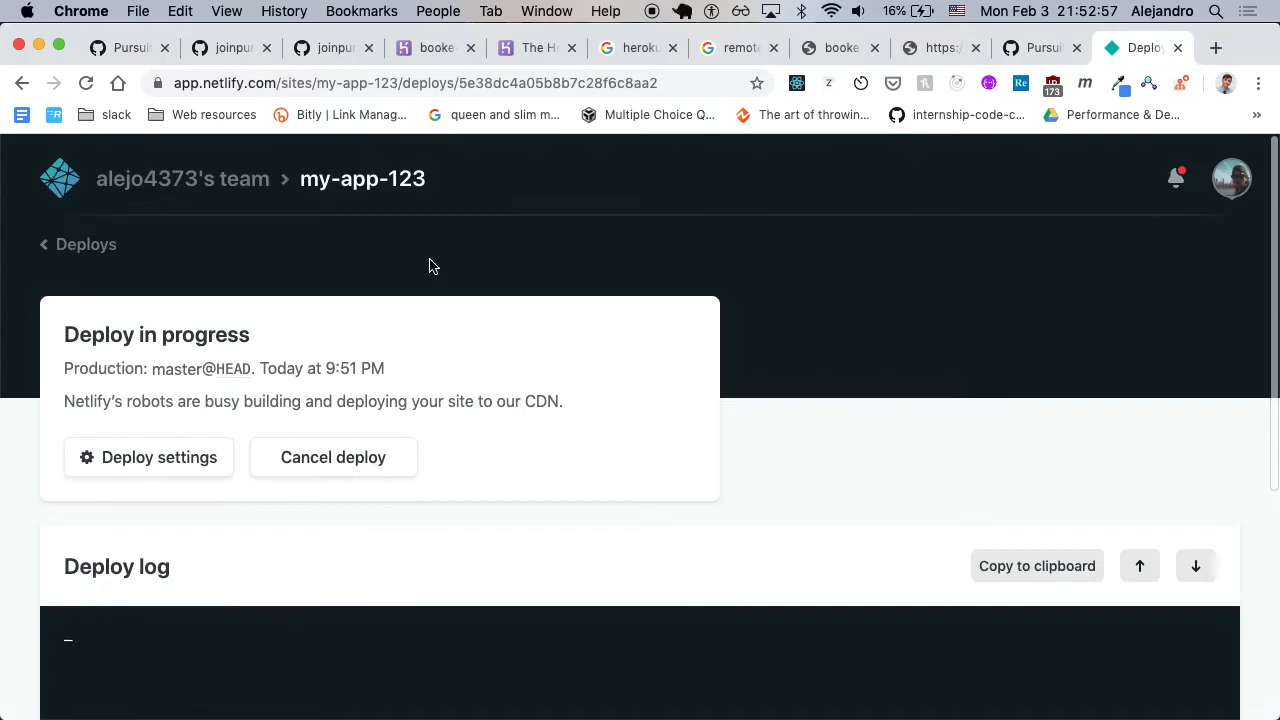 Chrome File Edit View History Bookmarks People Tab Window Help 16% Mon Feb 3 21:52:57 Alejandro
Pursui joinpu joinpu booke The H heroku remot booke https:/ Pursui Deplo
app.netlify.com/sites/my-app-123/deploys/5e38dc4a05b8b7c28f6c8aa2 Z Re 173 m
slack Web resources Bitly | Link Manag... queen and slim m... Multiple Choice Q... The art of throwin... internship-code-c... Performance & De... »
alejo4373's team > my-app-123
Deploys
Deploy in progress
Production: master@HEAD. Today at 9:51 PM
Netlify's robots are busy building and deploying your site to our CDN.
Deploy settings Cancel deploy
Deploy log Copy to clipboard ↑ ↓